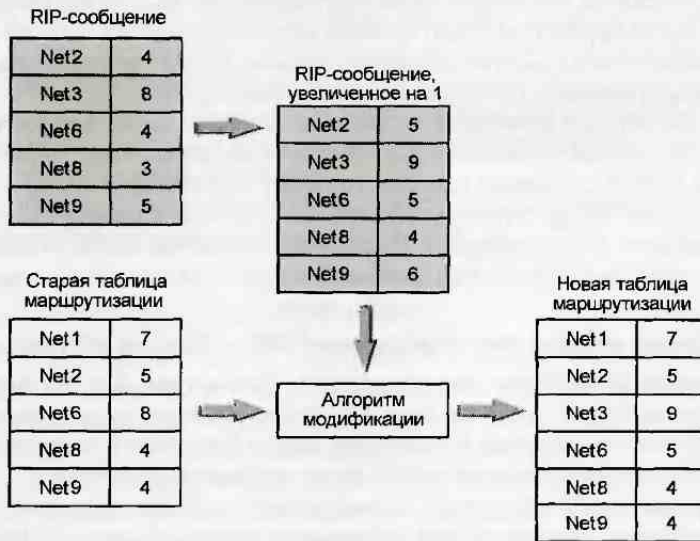 RIP-сообщение
Net2 4
Net3 8
Net6 4
Net8 3
Net9 5
RIP-сообщение,
увеличенное на 1
Net2 5
Net3 9
Net6 5
Net8 4
Net9 6
Старая таблица
маршрутизации
Net1 7
Net2 5
Net6 8
Net8 4
Net9 4
Алгоритм
модификации
Новая таблица
маршрутизации
Net1 7
Net2 5
Net3 9
Net6 5
Net8 4
Net9 4